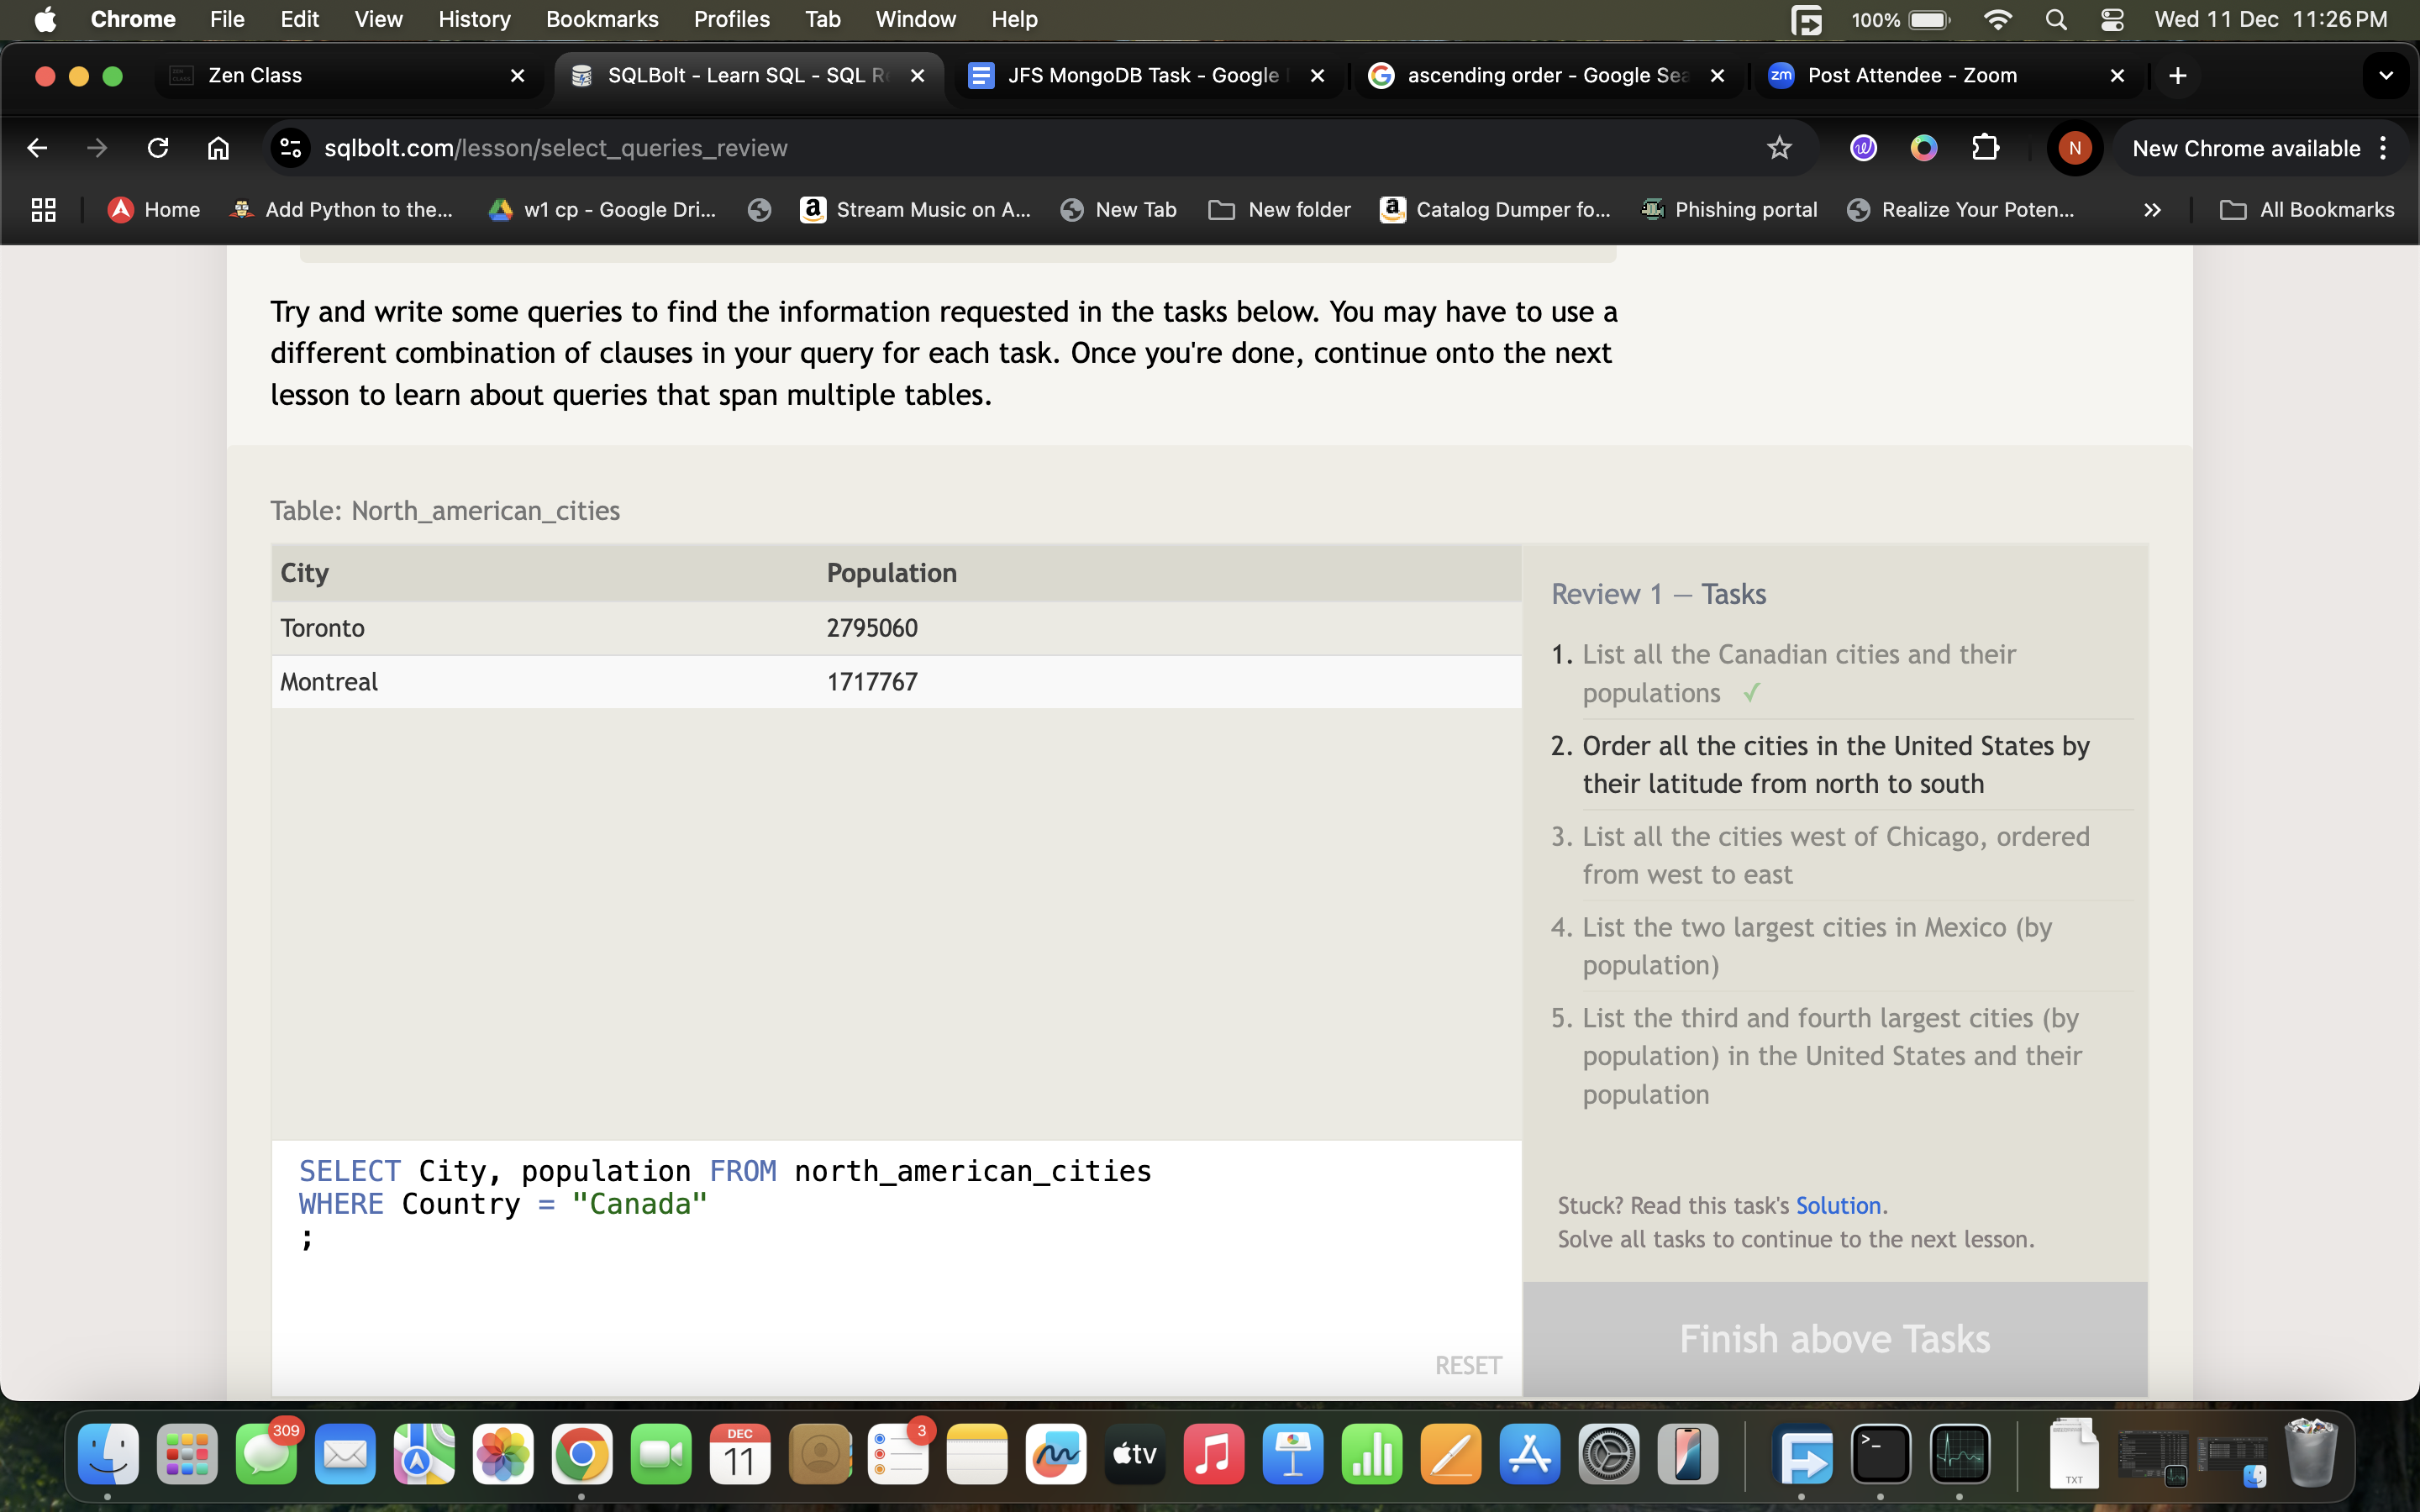 Chrome File Edit View History Bookmarks Profiles Tab Window Help 100% Wed 11 Dec 11:26 PM
Zen Class SQLBolt - Learn SQL - SQL Re JFS MongoDB Task - Google ascending order - Google Sea zm Post Attendee - Zoom
sqlbolt.com/lesson/select_queries_review N New Chrome available
Home Add Python to the... w1 cp - Google Dri... Stream Music on A... New Tab New folder Catalog Dumper fo... Phishing portal Realize Your Poten... All Bookmarks
Try and write some queries to find the information requested in the tasks below. You may have to use a
different combination of clauses in your query for each task. Once you're done, continue onto the next
lesson to learn about queries that span multiple tables.
Table: North_american_cities
City Population
Toronto 2795060
Montreal 1717767
SELECT City, population FROM north_american_cities
WHERE Country = "Canada"
;
RESET
Review 1 — Tasks
1. List all the Canadian cities and their
populations ✓
2. Order all the cities in the United States by
their latitude from north to south
3. List all the cities west of Chicago, ordered
from west to east
4. List the two largest cities in Mexico (by
population)
5. List the third and fourth largest cities (by
population) in the United States and their
population
Stuck? Read this task's Solution.
Solve all tasks to continue to the next lesson.
Finish above Tasks
309 DEC 11 3 tv >_ TXT